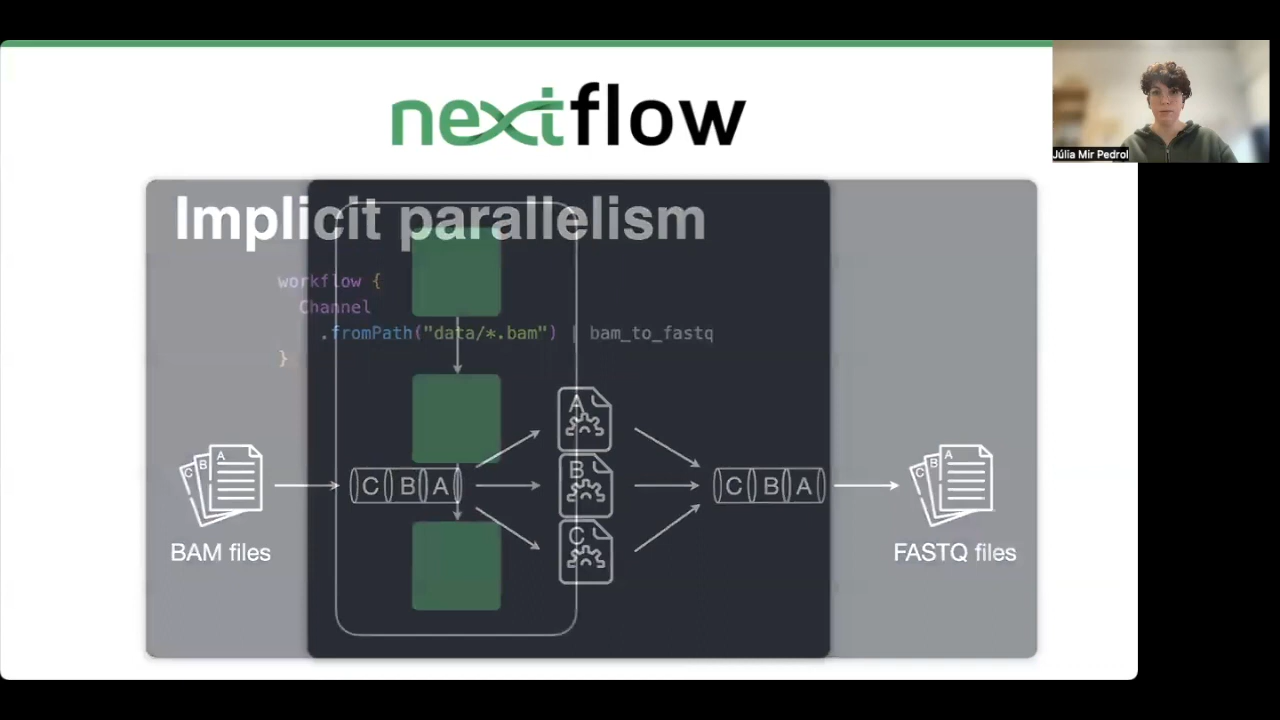 nextflow
Júlia Mir Pedrol
Implicit parallelism
workflow {
Channel
.fromPath("data/*.bam") | bam_to_fastq
}
A
B
C
A
B
C
C B A
A
B
C
C B A
BAM files
FASTQ files